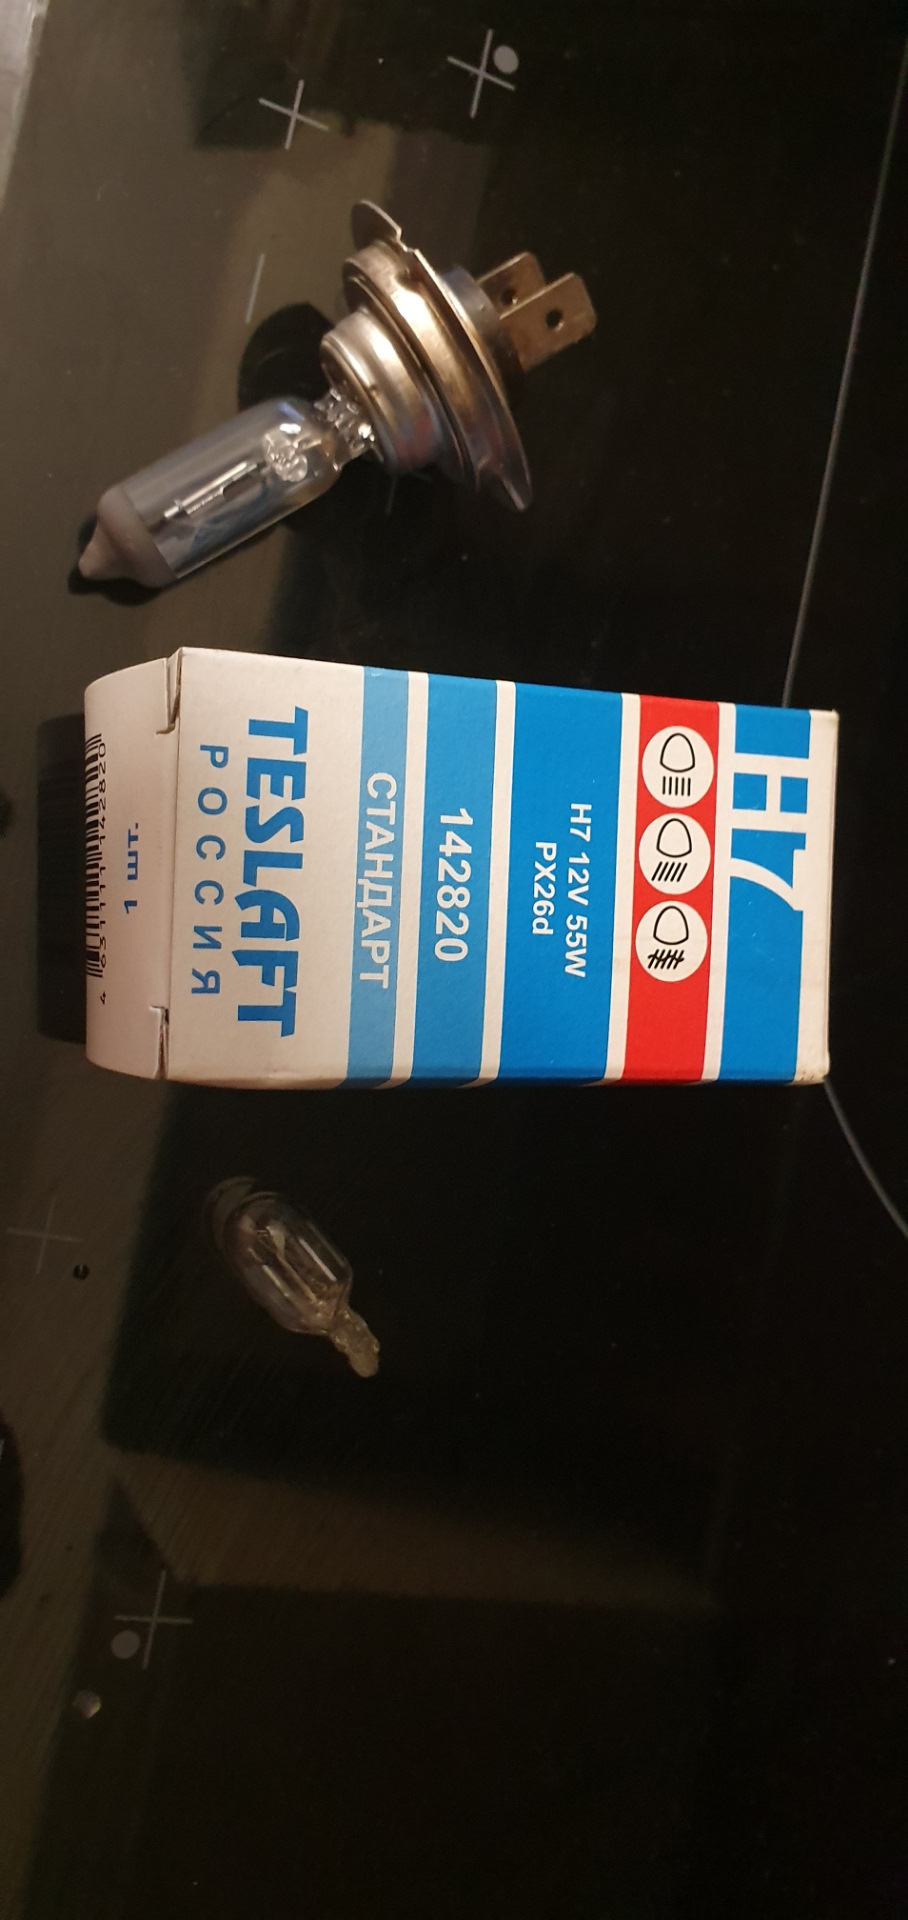 H7
H7 12V 55W
PX26d
142820
СТАНДАРТ
TESLAFT
РОССИЯ
1 шт.